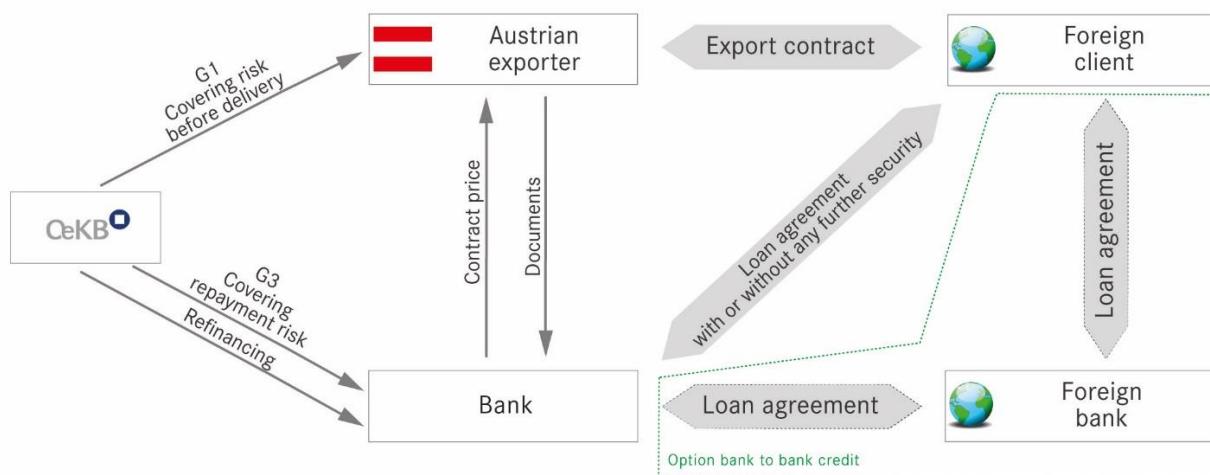 Austrian
exporter
Export contract
Foreign
client
G1
Covering risk
before delivery
OeKB
Contract price
Documents
Loan agreement
with or without any further security
Loan agreement
G3
Covering
repayment risk
Refinancing
Bank
Loan agreement
Foreign
bank
Option bank to bank credit